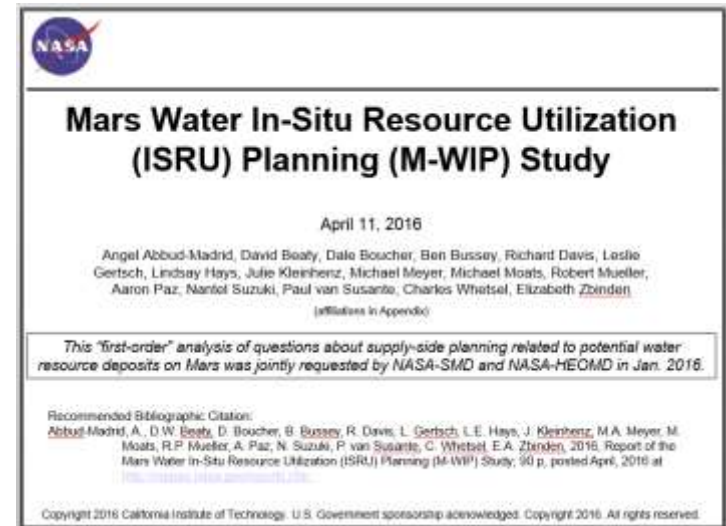 NASA
Mars Water In-Situ Resource Utilization
(ISRU) Planning (M-WIP) Study
April 11, 2016
Angel Abbud-Madrid, David Beaty, Dale Boucher, Ben Bussey, Richard Davis, Leslie
Gertsch, Lindsay Hays, Julie Kleinhenz, Michael Meyer, Michael Moats, Robert Mueller,
Aaron Paz, Nantel Suzuki, Paul van Susante, Charles Whetsel, Elizabeth Zbinden
(affiliations in Appendix)
This "first-order" analysis of questions about supply-side planning related to potential water
resource deposits on Mars was jointly requested by NASA-SMD and NASA-HEOMD in Jan. 2016.
Recommended Bibliographic Citation:
Abbud-Madrid, A., D.W. Beaty, D. Boucher, B. Bussey, R. Davis, L. Gertsch, L.E. Hays, J. Kleinhenz, M.A. Meyer, M.
Moats, R.P. Mueller, A. Paz, N. Suzuki, P. van Susante, C. Whetsel, E.A. Zbinden, 2016, Report of the
Mars Water In-Situ Resource Utilization (ISRU) Planning (M-WIP) Study; 90 p, posted April, 2016 at
Copyright 2016 California Institute of Technology. U.S. Government sponsorship acknowledged. Copyright 2016. All rights reserved.